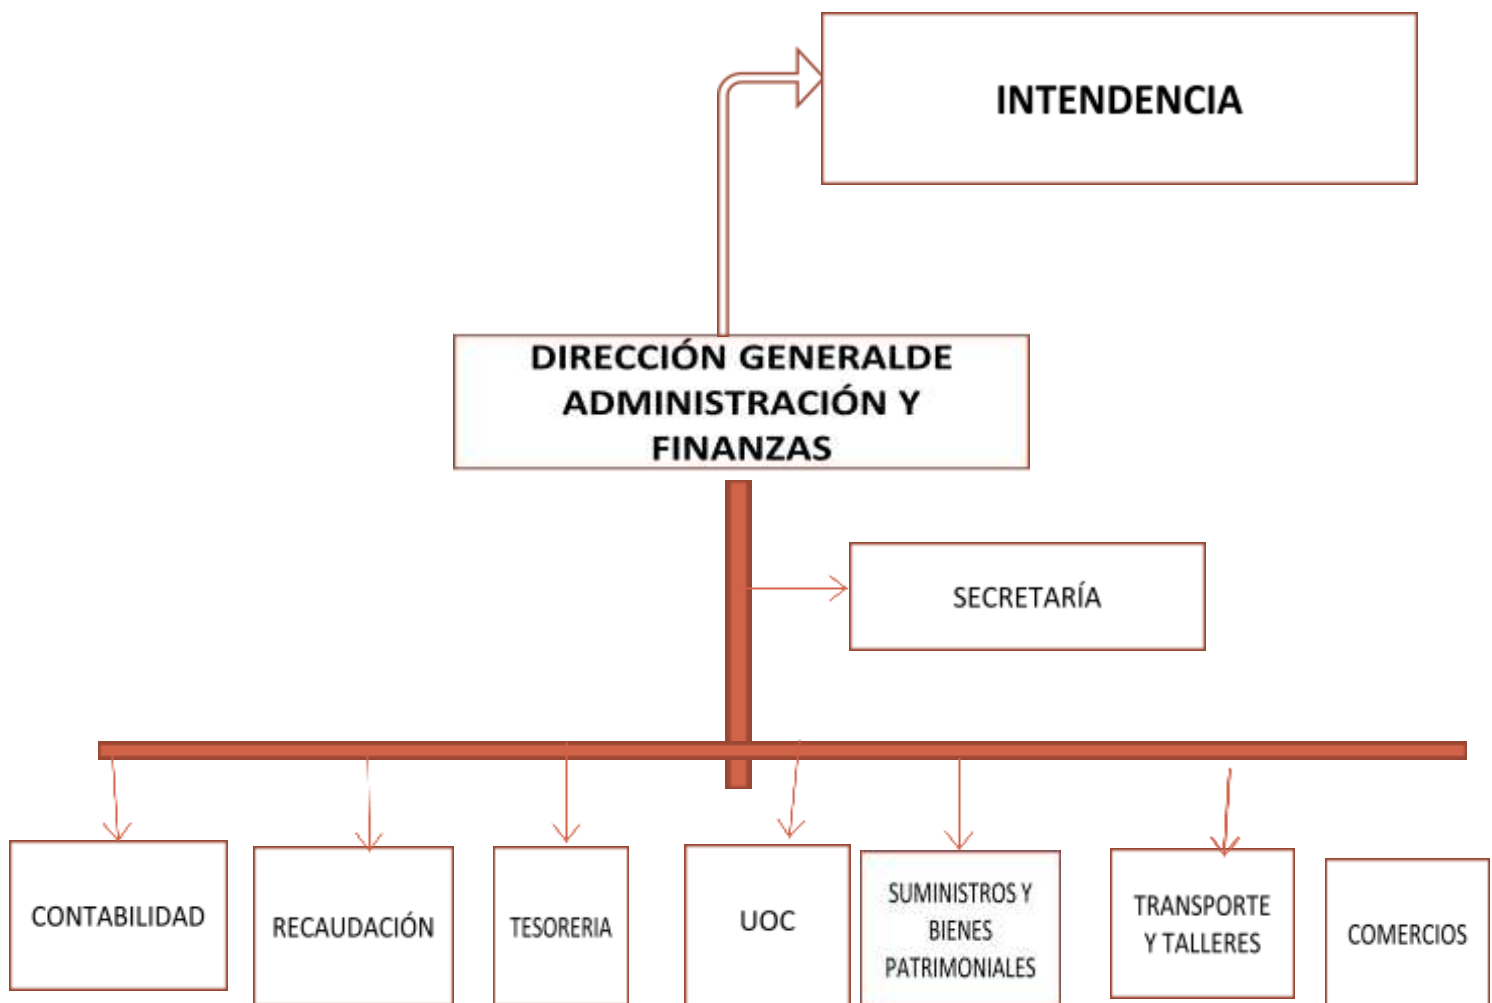 INTENDENCIA
DIRECCIÓN GENERALDE
ADMINISTRACIÓN Y
FINANZAS
SECRETARÍA
CONTABILIDAD
RECAUDACIÓN
TESORERIA
UOC
SUMINISTROS Y
BIENES
PATRIMONIALES
TRANSPORTE
Y TALLERES
COMERCIOS